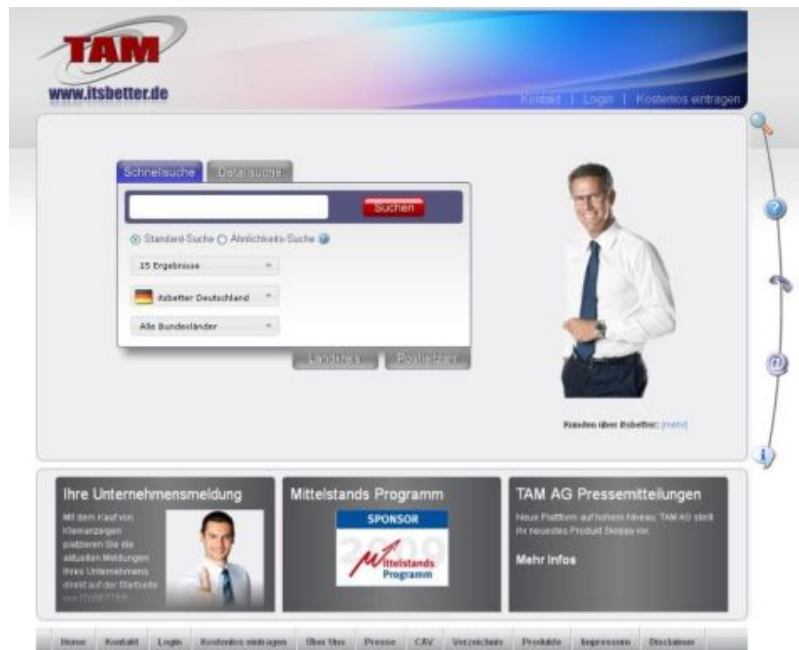 TAM
www.itsbetter.de
Kontakt | Login | Kostenlos eintragen
Schnellsuche Detailsuche
Suchen
Standard-Suche Ähnlichkeits-Suche
15 Ergebnisse
itsbetter Deutschland
Alle Bundesländer
Landkreis Postleitzahl
Kunden über itsbetter: [mehr]
Ihre Unternehmensmeldung
Mit dem Kauf von
Kleinanzeigen
platzieren Sie die
aktuellen Meldungen
Ihres Unternehmens
direkt auf der Startseite
von ITSBETTER
Mittelstands Programm
SPONSOR
2009
Mittelstands
Programm
TAM AG Pressemitteilungen
Neue Plattform auf hohem Niveau: TAM AG stellt
ihr neuestes Produkt vor.
Mehr Infos
Home Kontakt Login Kostenlos eintragen Über Uns Presse CAV Verzeichnis Produkte Impressum Disclaimer